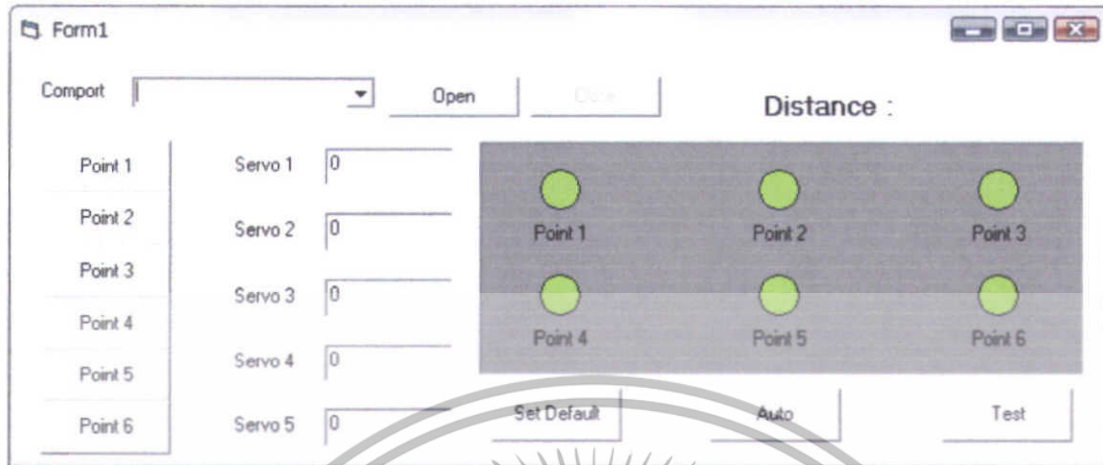 Form1
Comport
Open
Close
Distance :
Point 1
Point 2
Point 3
Point 4
Point 5
Point 6
Servo 1 0
Servo 2 0
Servo 3 0
Servo 4 0
Servo 5 0
Point 1 Point 2 Point 3
Point 4 Point 5 Point 6
Set Default Auto Test